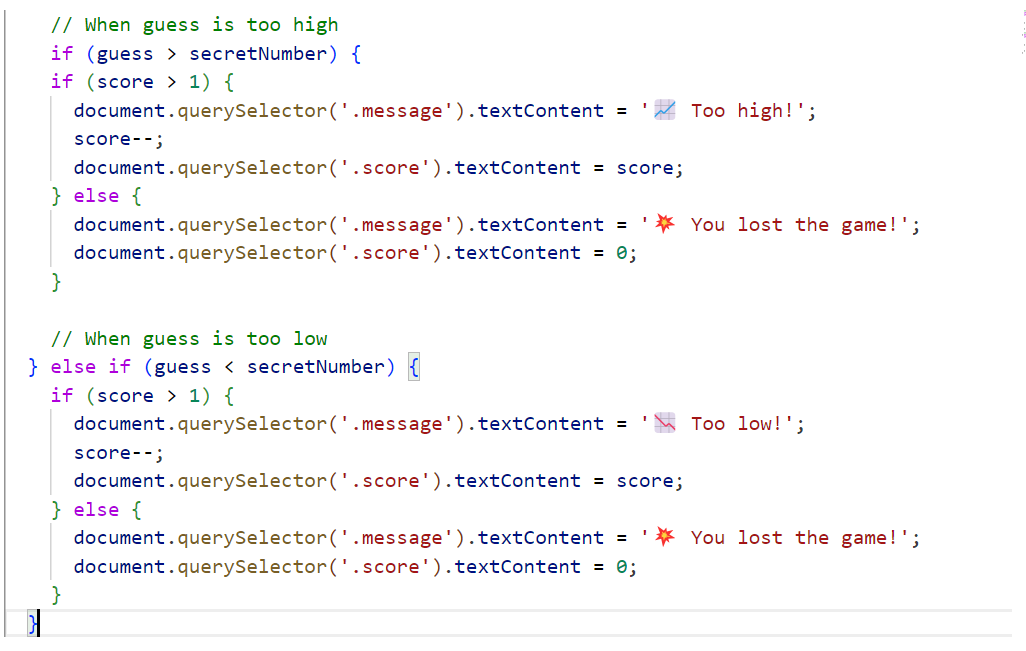 // When guess is too high
if (guess > secretNumber) {
if (score > 1) {
document.querySelector('.message').textContent = '📈 Too high!';
score--;
document.querySelector('.score').textContent = score;
} else {
document.querySelector('.message').textContent = '💥 You lost the game!';
document.querySelector('.score').textContent = 0;
}
// When guess is too low
} else if (guess < secretNumber) {
if (score > 1) {
document.querySelector('.message').textContent = '📉 Too low!';
score--;
document.querySelector('.score').textContent = score;
} else {
document.querySelector('.message').textContent = '💥 You lost the game!';
document.querySelector('.score').textContent = 0;
}
}